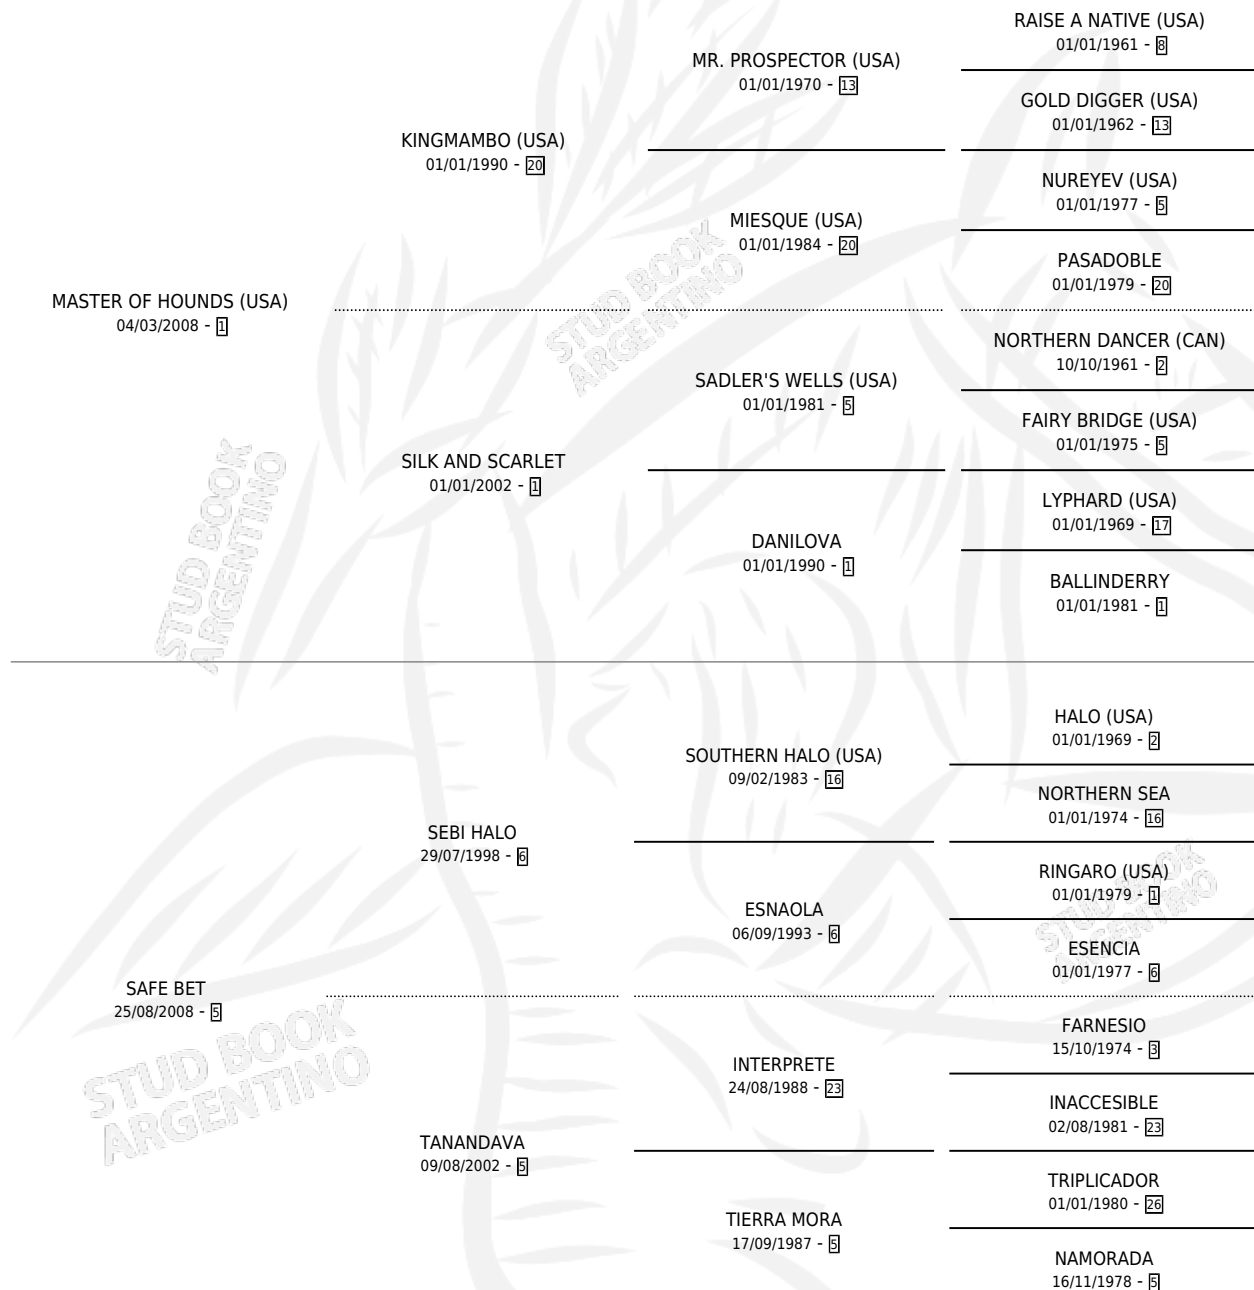 RAISE A NATIVE (USA)
01/01/1961 - 8
MR. PROSPECTOR (USA)
01/01/1970 - 13
GOLD DIGGER (USA)
01/01/1962 - 13
KINGMAMBO (USA)
01/01/1990 - 20
NUREYEV (USA)
01/01/1977 - 5
MIESQUE (USA)
01/01/1984 - 20
PASADOBLE
01/01/1979 - 20
MASTER OF HOUNDS (USA)
04/03/2008 - 1
NORTHERN DANCER (CAN)
10/10/1961 - 2
SADLER'S WELLS (USA)
01/01/1981 - 5
FAIRY BRIDGE (USA)
01/01/1975 - 5
SILK AND SCARLET
01/01/2002 - 1
LYPHARD (USA)
01/01/1969 - 17
DANILOVA
01/01/1990 - 1
BALLINDERRY
01/01/1981 - 1
HALO (USA)
01/01/1969 - 2
SOUTHERN HALO (USA)
09/02/1983 - 16
NORTHERN SEA
01/01/1974 - 16
SEBI HALO
29/07/1998 - 6
RINGARO (USA)
01/01/1979 - 1
ESNAOLA
06/09/1993 - 6
ESENCIA
01/01/1977 - 6
SAFE BET
25/08/2008 - 5
FARNESIO
15/10/1974 - 3
INTERPRETE
24/08/1988 - 23
INACCESIBLE
02/08/1981 - 23
TANANDAVA
09/08/2002 - 5
TRIPLICADOR
01/01/1980 - 26
TIERRA MORA
17/09/1987 - 5
NAMORADA
16/11/1978 - 5
STUD BOOK
ARGENTINO
STUD BOOK
ARGENTINO
STUD BOOK
ARGENTINO
STUD BOOK
ARGENTINO